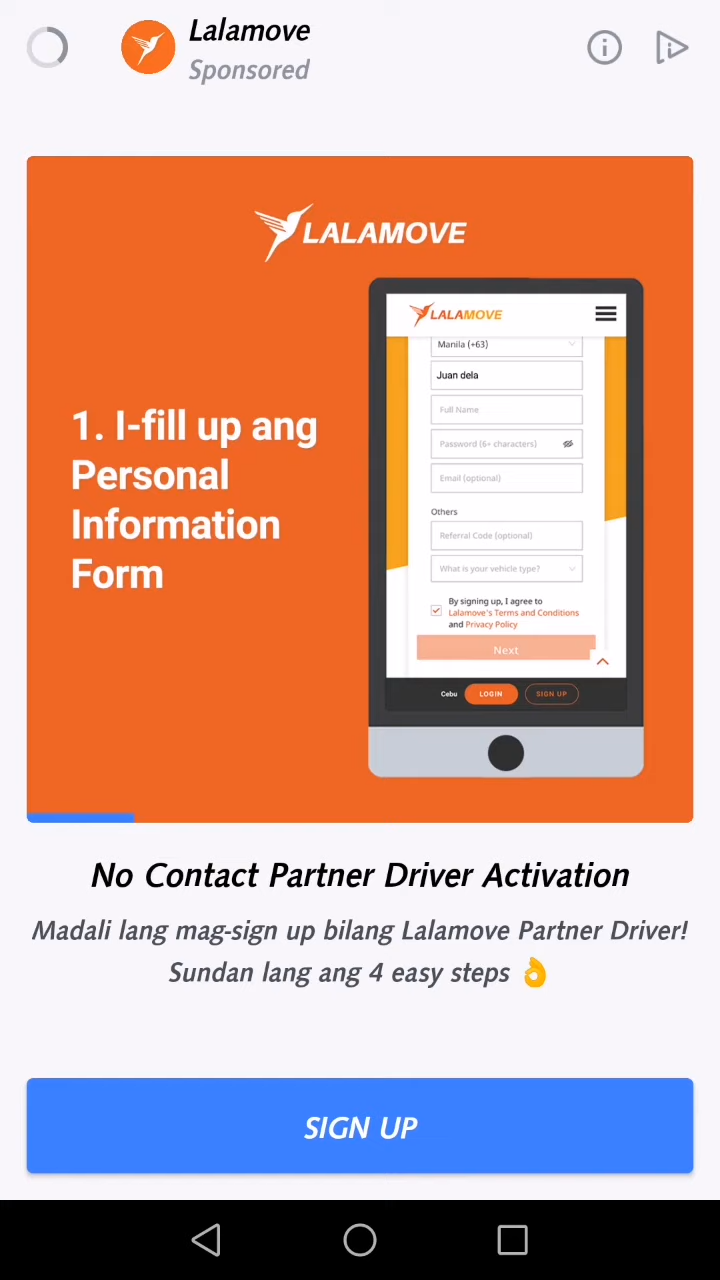 Lalamove
Sponsored
LALAMOVE
1. I-fill up ang
Personal
Information
Form
LALAMOVE
Manila (+63)
Juan dela
Full Name
Password (6+ characters)
Email (optional)
Others
Referral Code (optional)
What is your vehicle type?
By signing up, I agree to
Lalamove's Terms and Conditions
and Privacy Policy
Next
Cebu LOGIN SIGN UP
No Contact Partner Driver Activation
Madali lang mag-sign up bilang Lalamove Partner Driver!
Sundan lang ang 4 easy steps 👌
SIGN UP